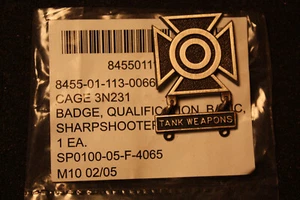 8455011
8455-01-113-0066
CAGE 3N231
BADGE, QUALIFICATION, BASIC,
SHARPSHOOTER
TANK WEAPONS
1 EA.
SP0100-05-F-4065
M10 02/05